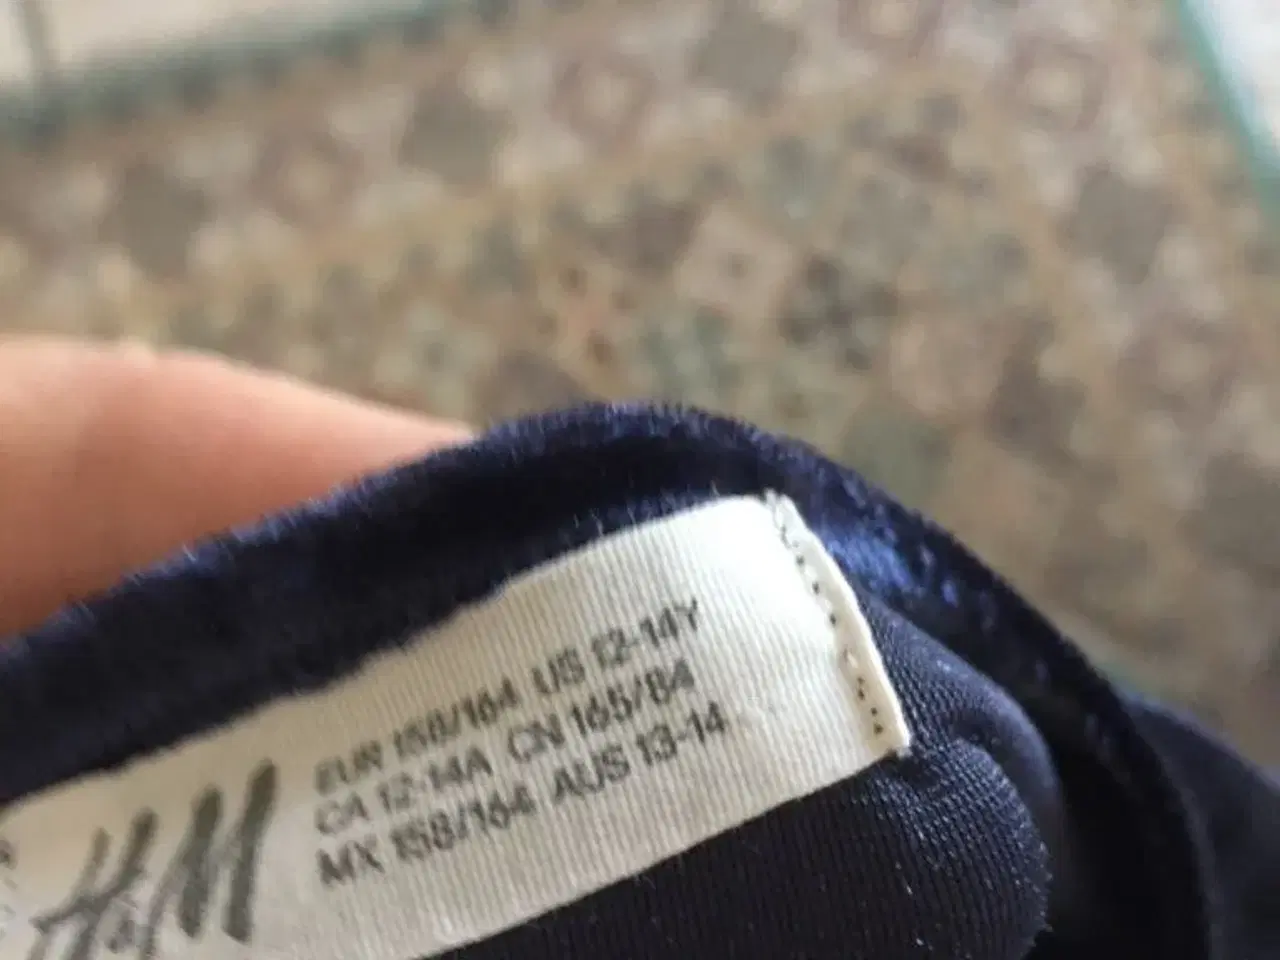 H&M
EUR 158/164 US 12-14Y
CA 12-14A CN 165/84
MX 158/164 AUS 13-14